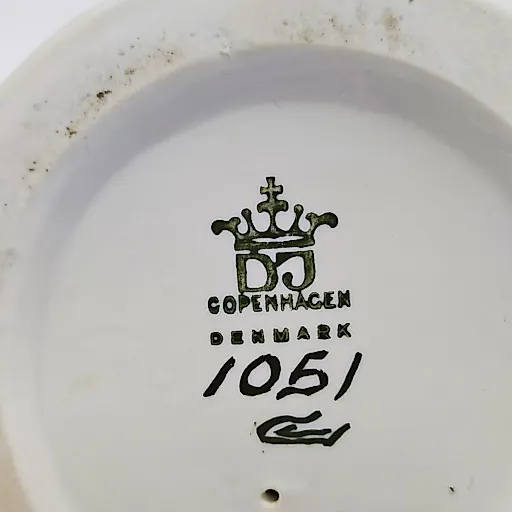 DJ
COPENHAGEN
DENMARK
1051